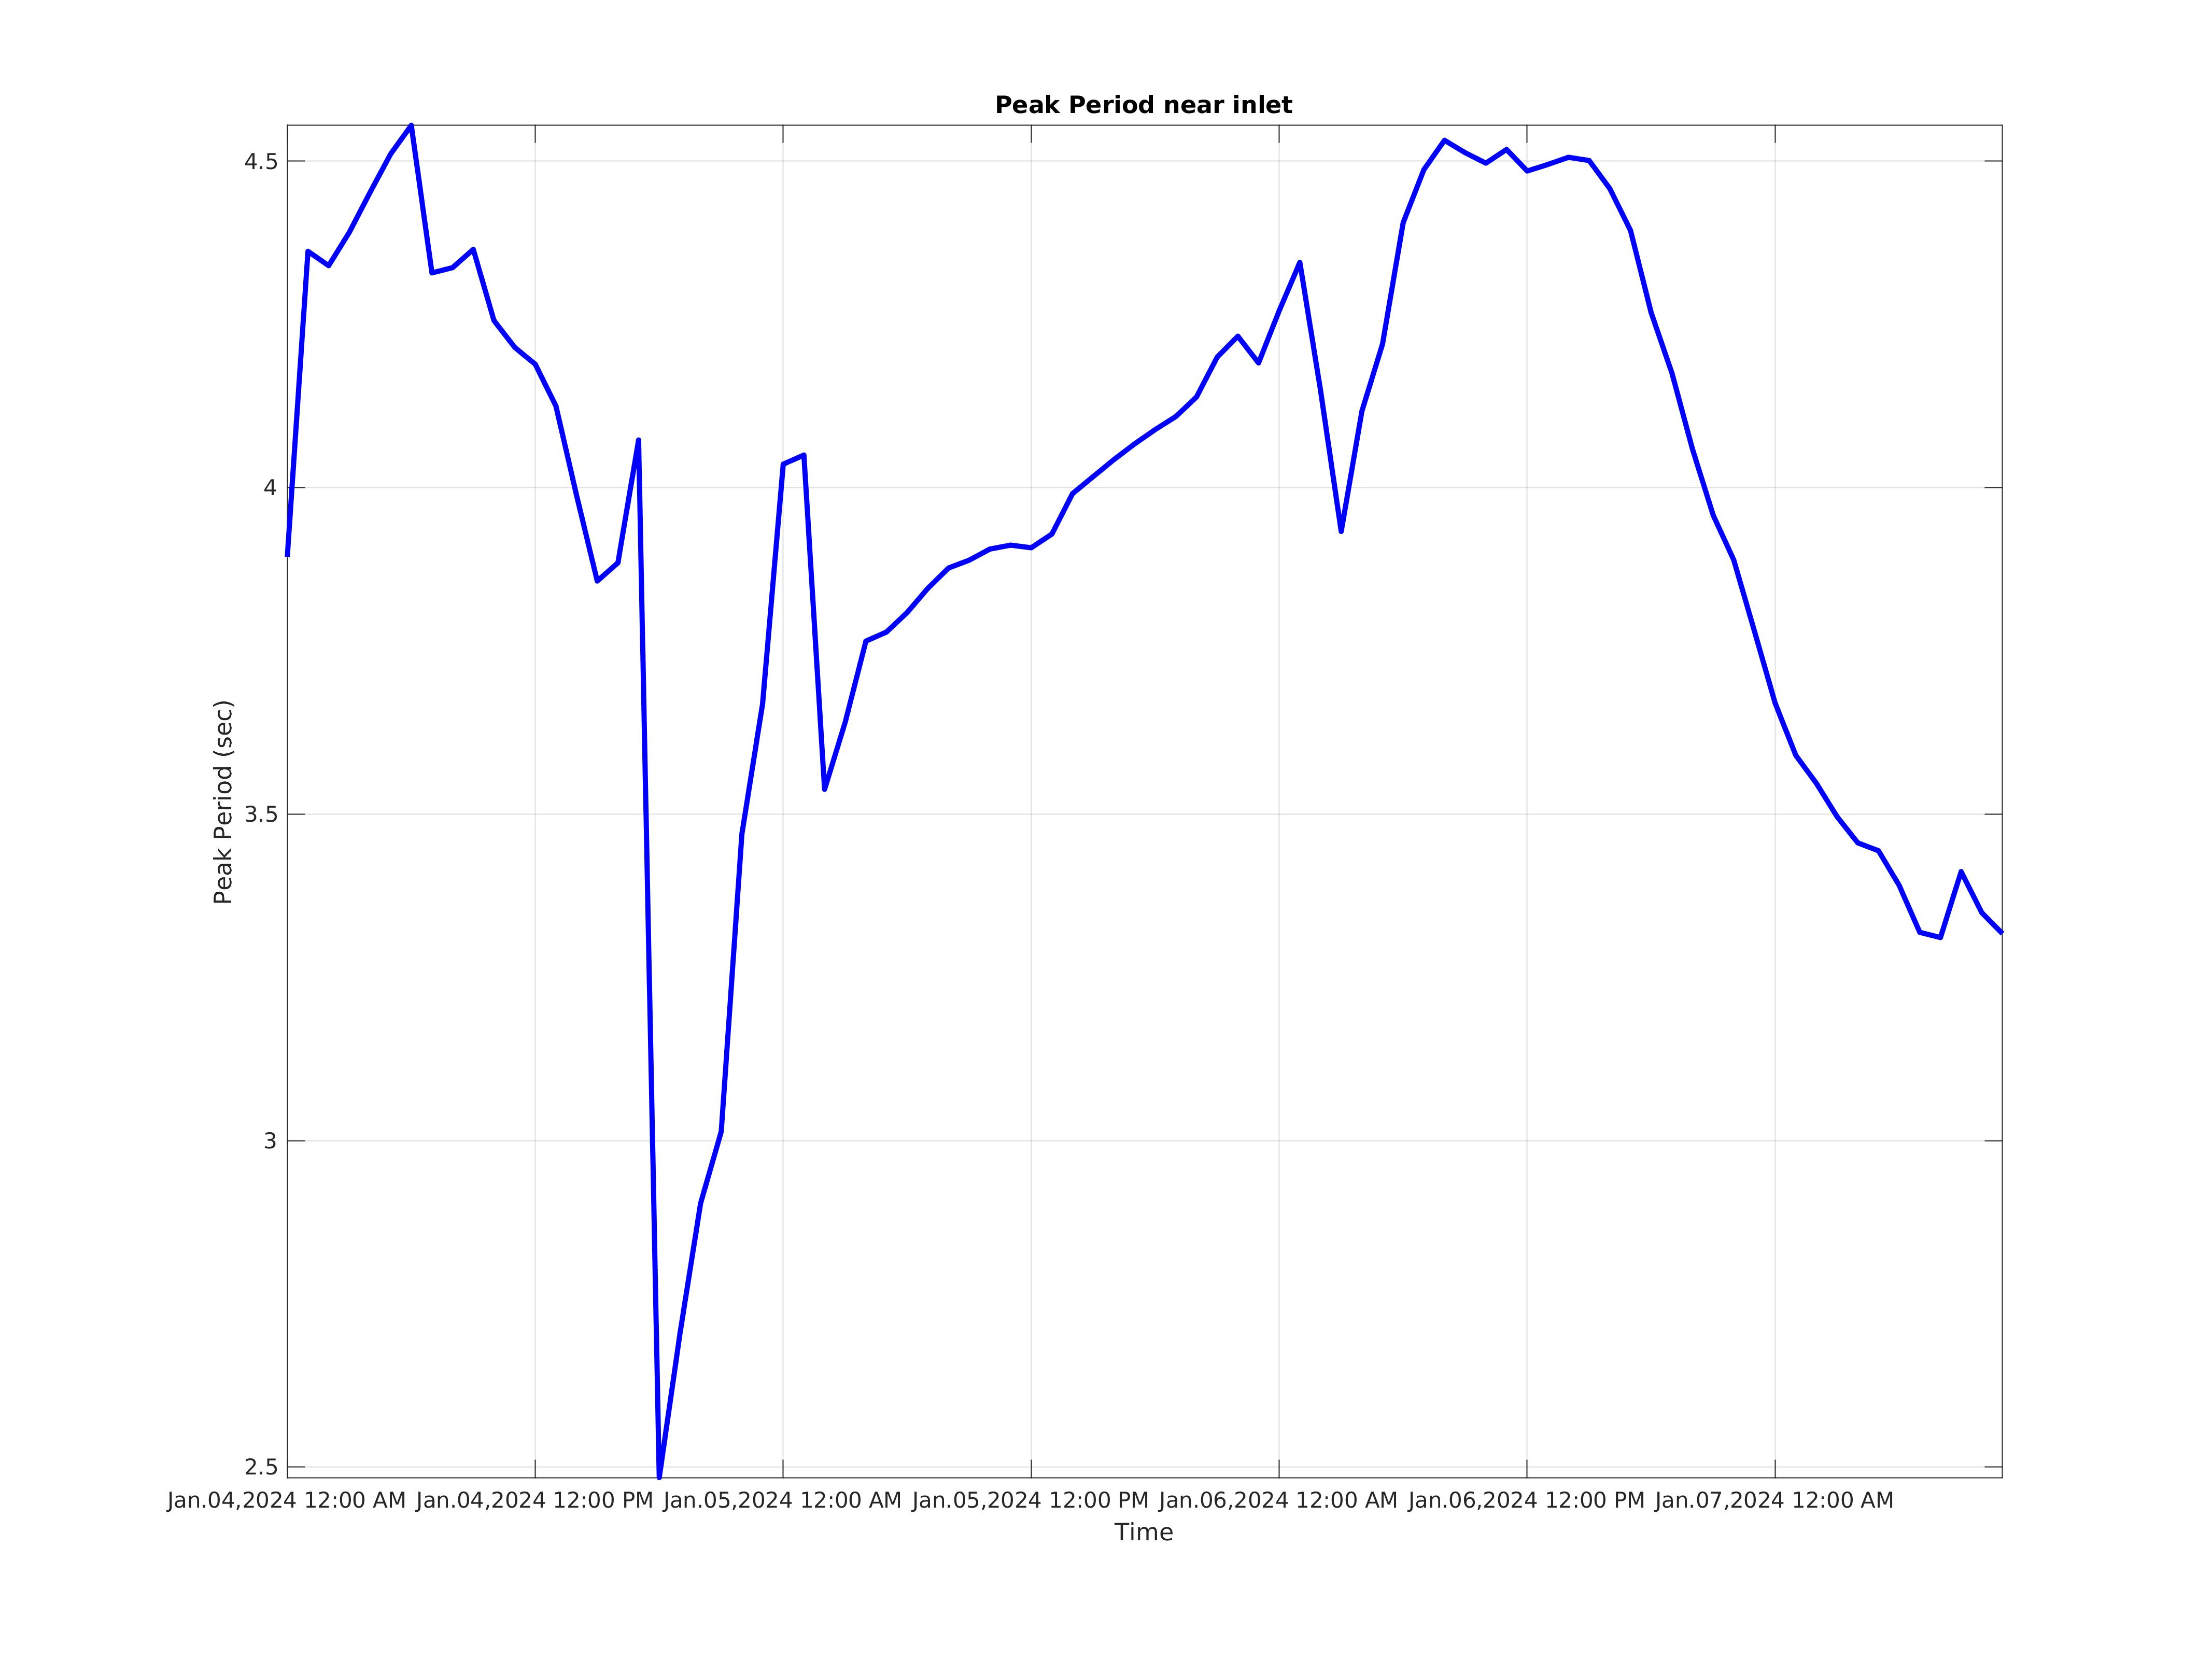 Peak Period near inlet
Peak Period (sec)
4.5
4
3.5
3
2.5
Jan.04,2024 12:00 AM Jan.04,2024 12:00 PM Jan.05,2024 12:00 AM Jan.05,2024 12:00 PM Jan.06,2024 12:00 AM Jan.06,2024 12:00 PM Jan.07,2024 12:00 AM
Time